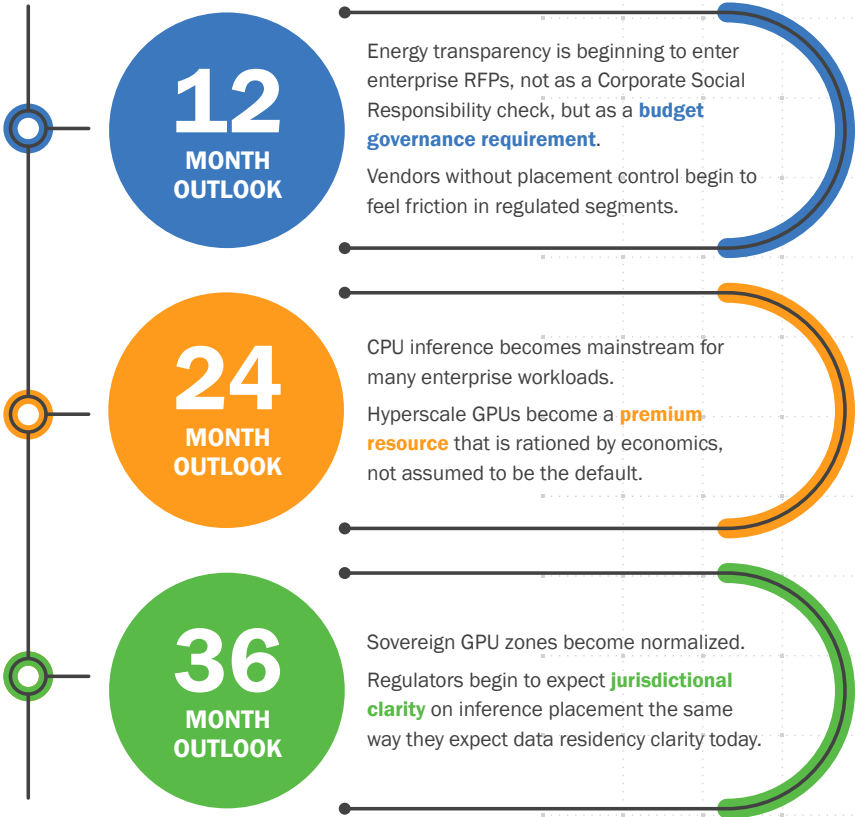 12
MONTH
OUTLOOK
Energy transparency is beginning to enter
enterprise RFPs, not as a Corporate Social
Responsibility check, but as a budget
governance requirement.
Vendors without placement control begin to
feel friction in regulated segments.
24
MONTH
OUTLOOK
CPU inference becomes mainstream for
many enterprise workloads.
Hyperscale GPUs become a premium
resource that is rationed by economics,
not assumed to be the default.
36
MONTH
OUTLOOK
Sovereign GPU zones become normalized.
Regulators begin to expect jurisdictional
clarity on inference placement the same
way they expect data residency clarity today.